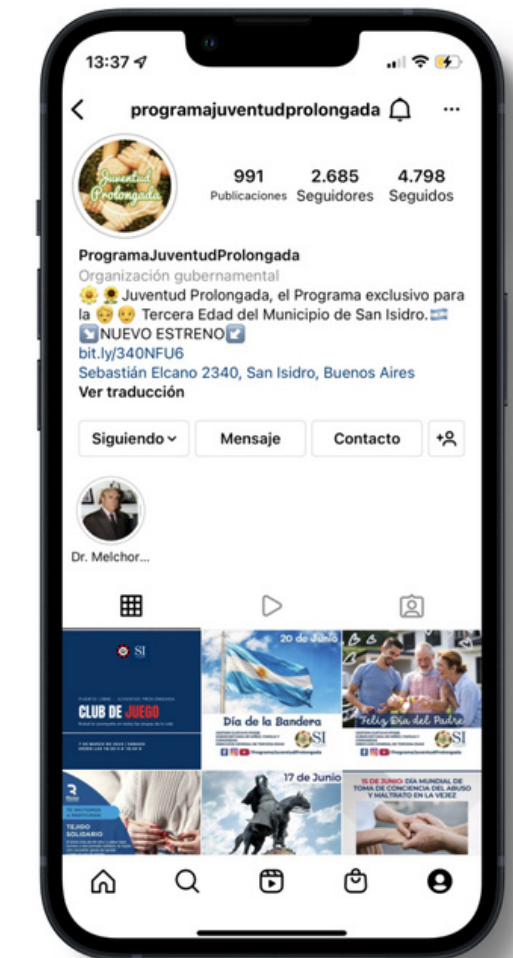 13:37
programajuventudprolongada
Juventud
Prolongada
991 2.685 4.798
Publicaciones Seguidores Seguidos
ProgramaJuventudProlongada
Organización gubernamental
Juventud Prolongada, el Programa exclusivo para
la Tercera Edad del Municipio de San Isidro.
NUEVO ESTRENO
bit.ly/340NFU6
Sebastián Elcano 2340, San Isidro, Buenos Aires
Ver traducción
Siguiendo Mensaje Contacto
Dr. Melchor...
SI
CLUB DE JUEGO
20 de Junio
Día de la Bandera
SI
Feliz Día del Padre
SI
TE INVITAMOS
A PARTICIPAR
TEJIDO
SOLIDARIO
17 de Junio
15 DE JUNIO: DÍA MUNDIAL DE
TOMA DE CONCIENCIA DEL ABUSO
Y MALTRATO EN LA VEJEZ